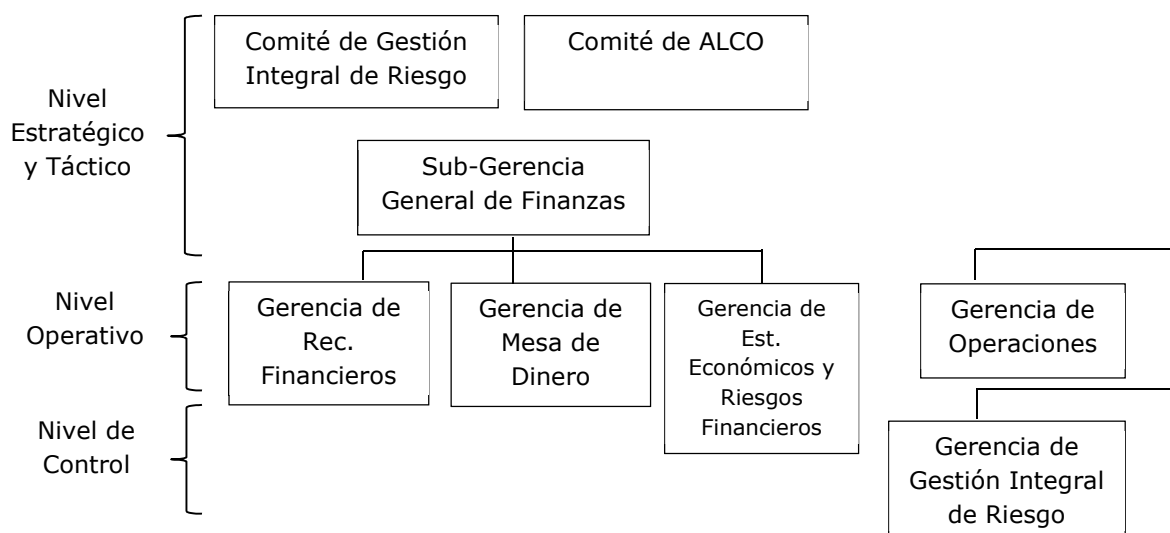 Comité de Gestión
Integral de Riesgo
Comité de ALCO
Nivel
Estratégico
y Táctico
Sub-Gerencia
General de Finanzas
Nivel
Operativo
Gerencia de
Rec.
Financieros
Gerencia de
Mesa de
Dinero
Gerencia de
Est.
Económicos y
Riesgos
Financieros
Gerencia de
Operaciones
Nivel de
Control
Gerencia de
Gestión Integral
de Riesgo